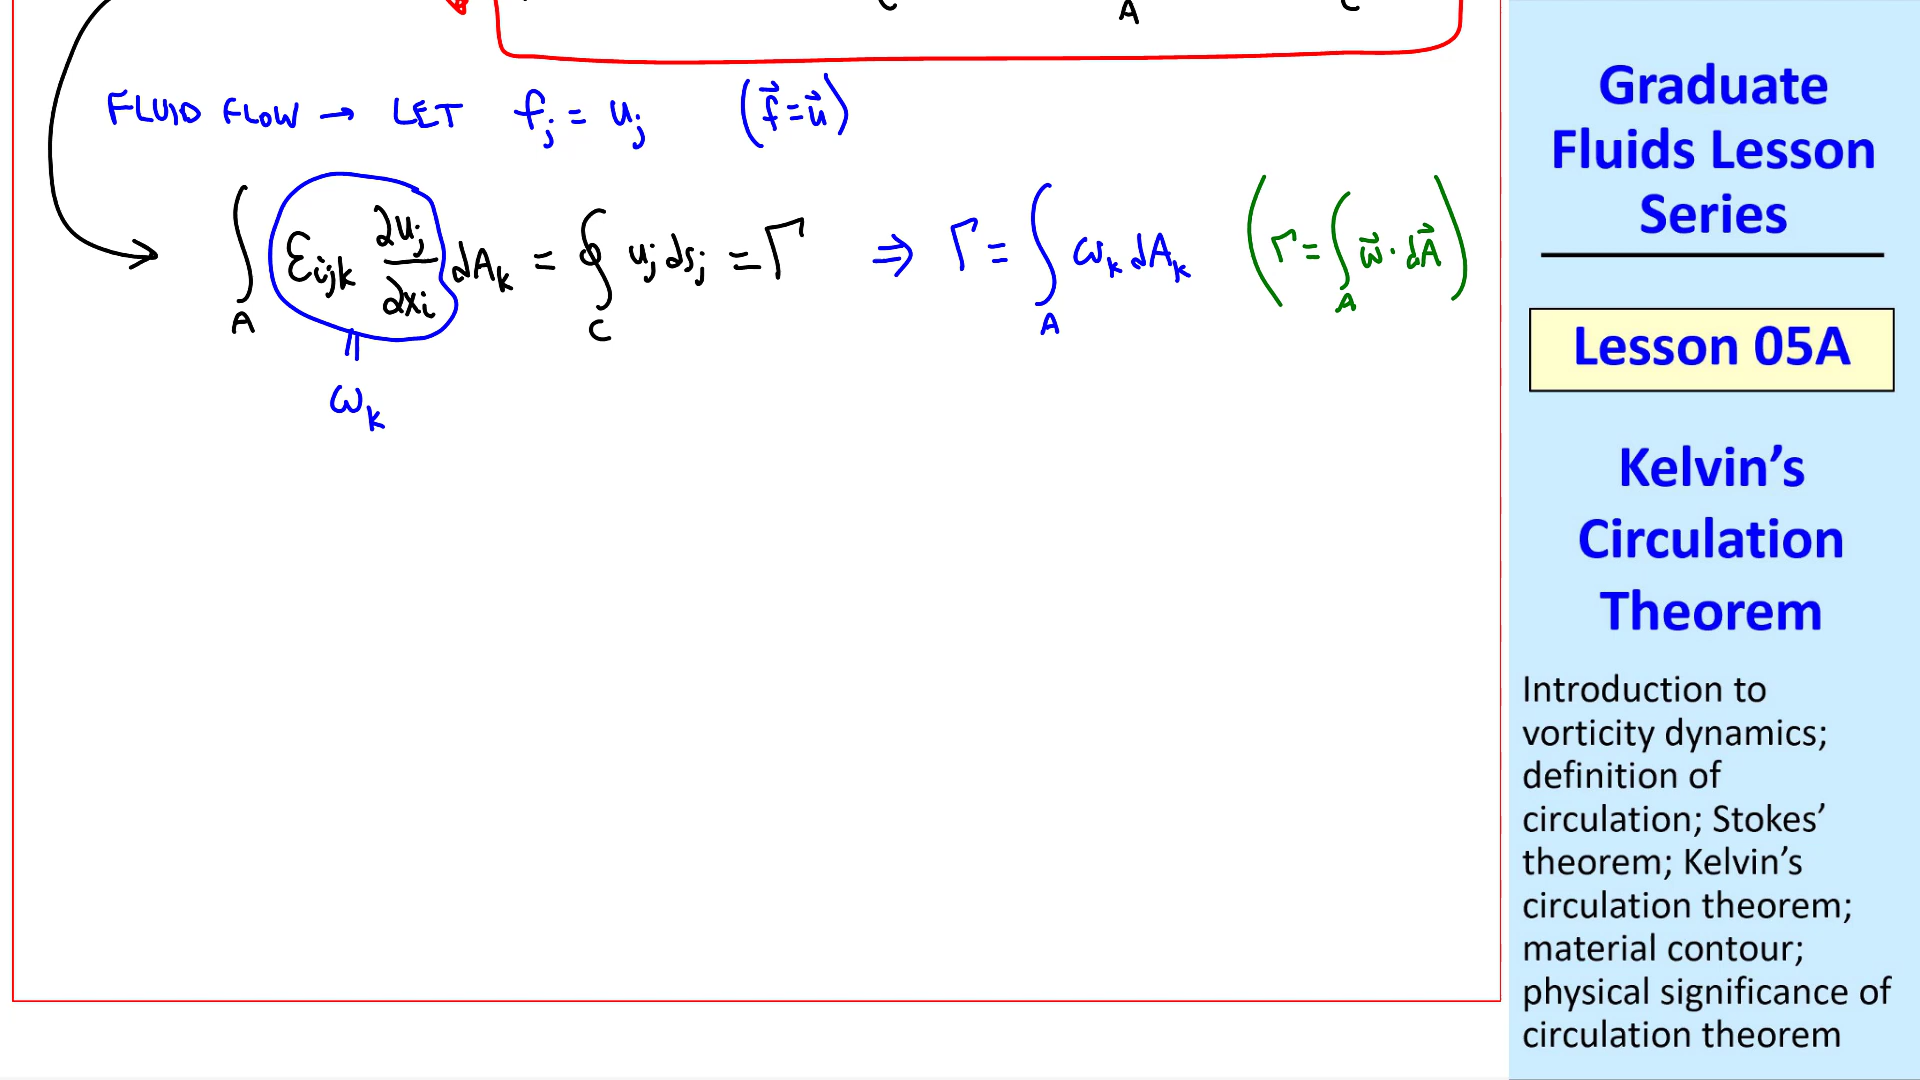 C A C
FLUID FLOW → LET f_j = u_j (f⃗ = u⃗)
∫_A ε_ijk ∂u_j/∂x_i dA_k = ∮_C u_j ds_j = Γ ⇒ Γ = ∫_A ω_k dA_k (Γ = ∫_A ω⃗ · dA⃗)
॥
ω_k
Graduate
Fluids Lesson
Series
Lesson 05A
Kelvin’s
Circulation
Theorem
Introduction to
vorticity dynamics;
definition of
circulation; Stokes’
theorem; Kelvin’s
circulation theorem;
material contour;
physical significance of
circulation theorem